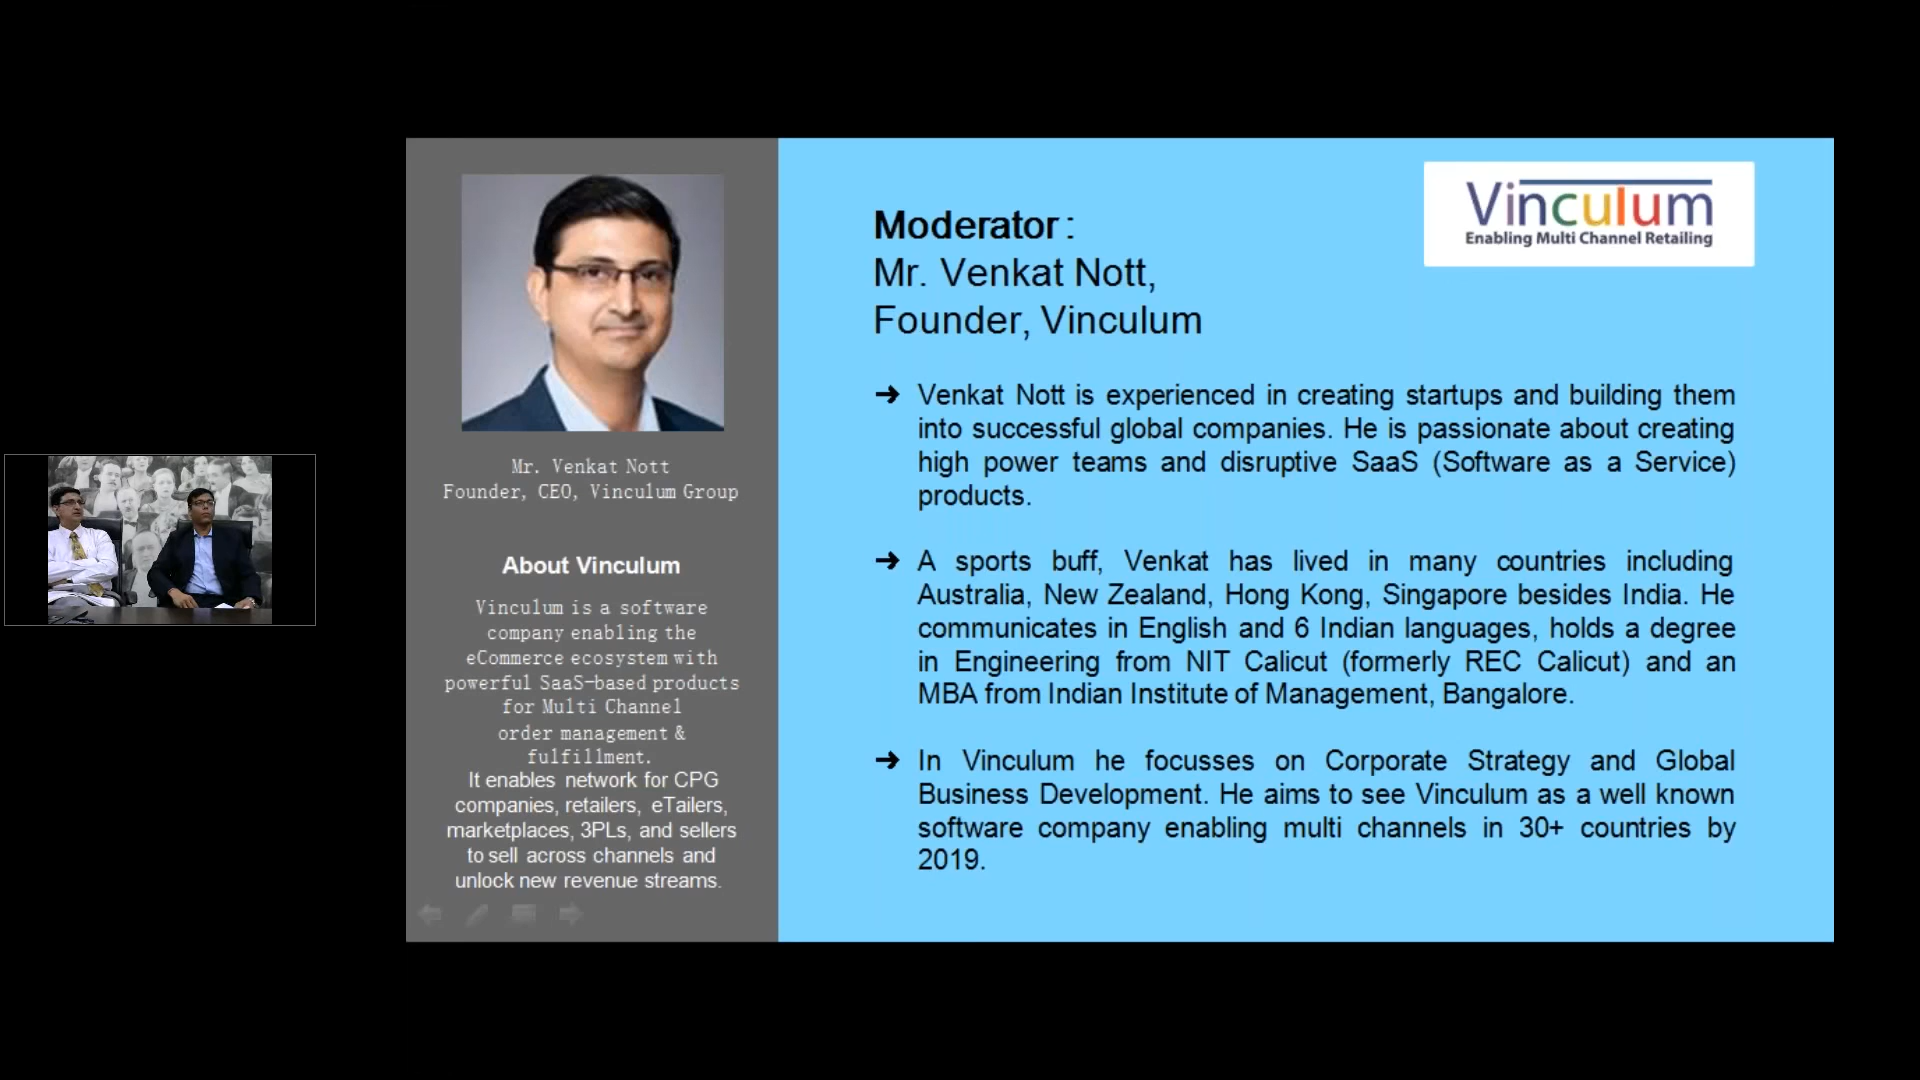 Mr. Venkat Nott
Founder, CEO, Vinculum Group
About Vinculum
Vinculum is a software
company enabling the
eCommerce ecosystem with
powerful SaaS-based products
for Multi Channel
order management &
fulfillment.
It enables network for CPG
companies, retailers, eTailers,
marketplaces, 3PLs, and sellers
to sell across channels and
unlock new revenue streams.
Vinculum
Enabling Multi Channel Retailing
Moderator :
Mr. Venkat Nott,
Founder, Vinculum
➔ Venkat Nott is experienced in creating startups and building them
into successful global companies. He is passionate about creating
high power teams and disruptive SaaS (Software as a Service)
products.
➔ A sports buff, Venkat has lived in many countries including
Australia, New Zealand, Hong Kong, Singapore besides India. He
communicates in English and 6 Indian languages, holds a degree
in Engineering from NIT Calicut (formerly REC Calicut) and an
MBA from Indian Institute of Management, Bangalore.
➔ In Vinculum he focusses on Corporate Strategy and Global
Business Development. He aims to see Vinculum as a well known
software company enabling multi channels in 30+ countries by
2019.